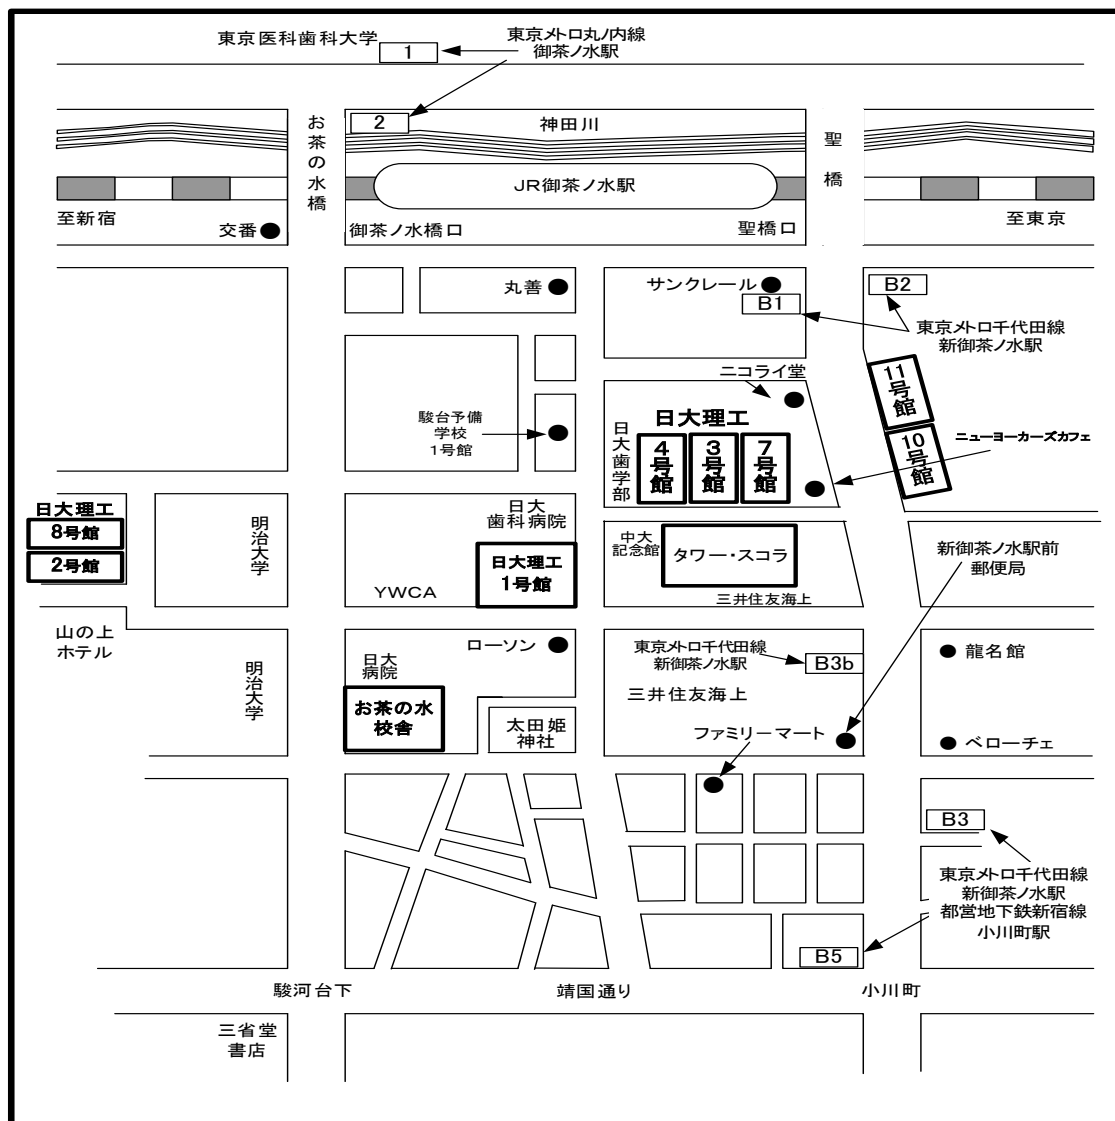 東京医科歯科大学
1
東京メトロ丸ノ内線
御茶ノ水駅
お茶の水橋
2
神田川
聖橋
JR御茶ノ水駅
至新宿
交番
御茶ノ水橋口
聖橋口
至東京
丸善
サンクレール
B1
B2
東京メトロ千代田線
新御茶ノ水駅
ニコライ堂
11号館
10号館
ニューヨーカーズカフェ
駿台予備
学校
1号館
日大歯学部
日大理工
4号館
3号館
7号館
日大理工
8号館
2号館
明治大学
日大
歯科病院
日大理工
1号館
YWCA
中大
記念館
タワー・スコラ
三井住友海上
新御茶ノ水駅前
郵便局
山の上
ホテル
明治大学
日大
病院
ローソン
お茶の水
校舎
太田姫
神社
東京メトロ千代田線
新御茶ノ水駅
B3b
三井住友海上
ファミリーマート
龍名館
ベローチェ
B3
東京メトロ千代田線
新御茶ノ水駅
都営地下鉄新宿線
小川町駅
B5
駿河台下
靖国通り
小川町
三省堂
書店